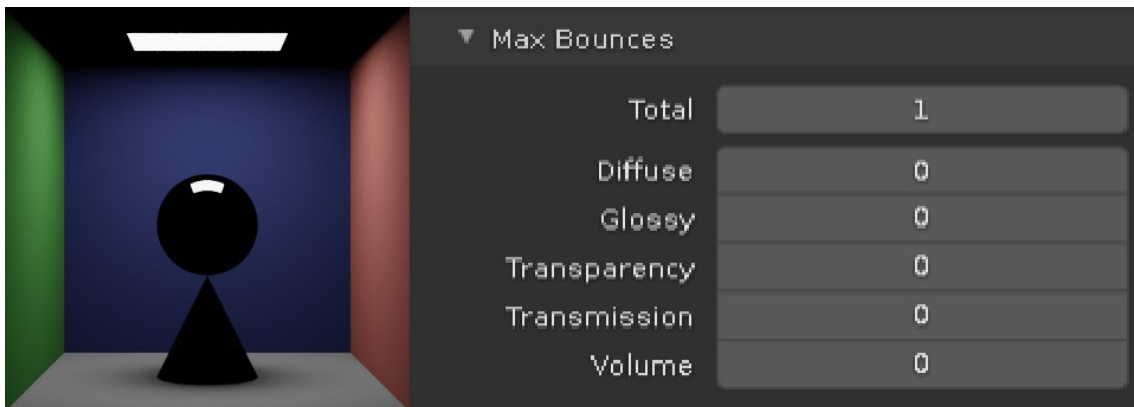 Max Bounces
Total 1
Diffuse 0
Glossy 0
Transparency 0
Transmission 0
Volume 0